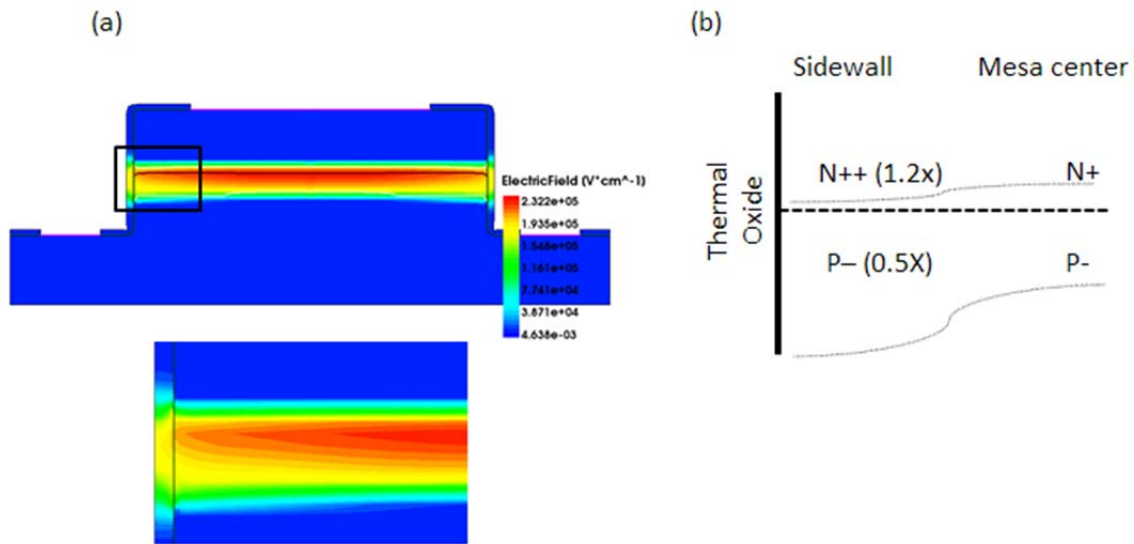 (a)
ElectricField (V*cm^-1)
2.322e+05
1.935e+05
1.548e+05
1.161e+05
7.741e+04
3.871e+04
4.638e-03
(b)
Sidewall Mesa center
Thermal
Oxide
N++ (1.2x) N+
P-- (0.5X) P-